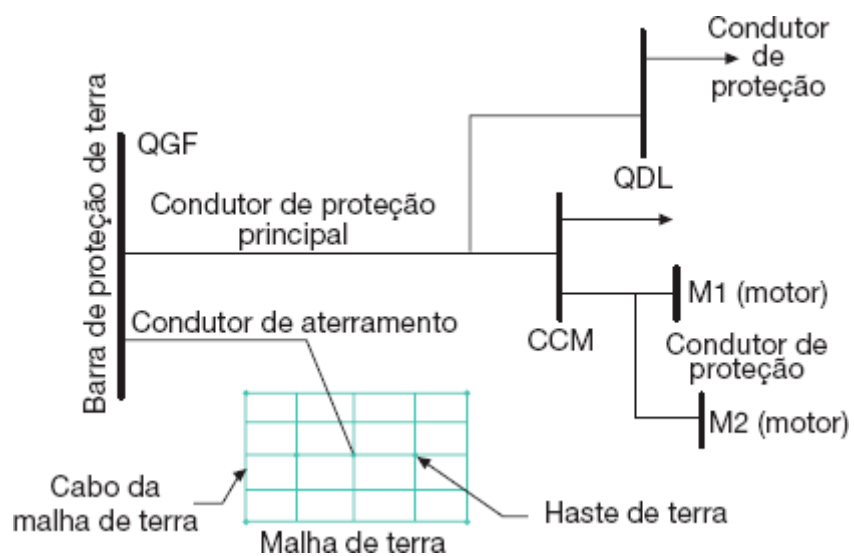 Condutor
de
proteção
Barra de proteção de terra
QGF
QDL
Condutor de proteção
principal
M1 (motor)
Condutor de aterramento
CCM
Condutor de
proteção
M2 (motor)
Cabo da
malha de terra
Haste de terra
Malha de terra